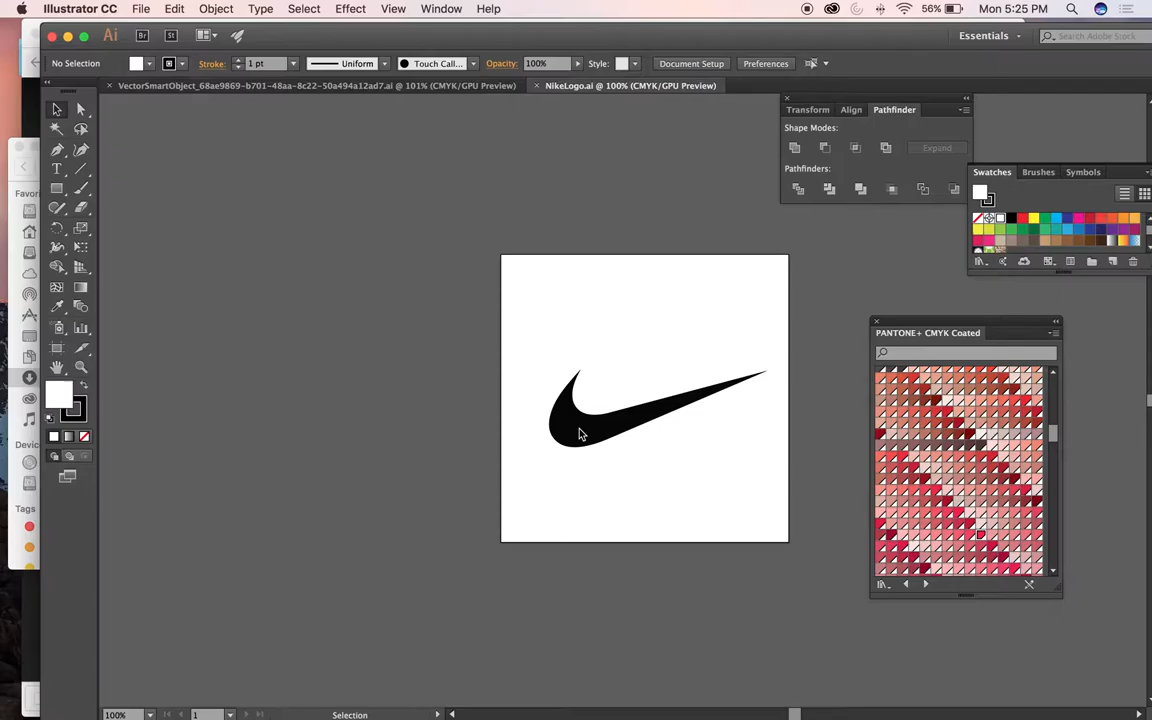 Illustrator CC File Edit Object Type Select Effect View Window Help 56% Mon 5:25 PM
Ai Br St Essentials Search Adobe Stock
No Selection Stroke: 1 pt Uniform Touch Call... Opacity: 100% Style: Document Setup Preferences
× VectorSmartObject_68ae9869-b701-48aa-8c22-50a494a12ad7.ai @ 101% (CMYK/GPU Preview) × NikeLogo.ai @ 100% (CMYK/GPU Preview)
Transform Align Pathfinder
Shape Modes:
Expand
Pathfinders:
Swatches Brushes Symbols
Favori
PANTONE+ CMYK Coated
Devic
Tags
100% 1 Selection